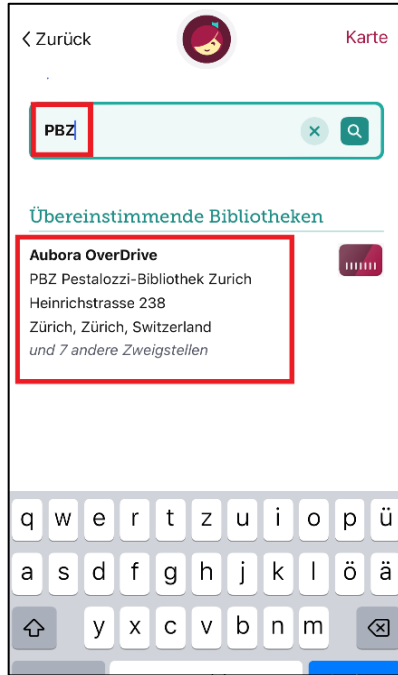 Zurück
Karte
PBZ
Übereinstimmende Bibliotheken
Aubora OverDrive
PBZ Pestalozzi-Bibliothek Zurich
Heinrichstrasse 238
Zürich, Zürich, Switzerland
und 7 andere Zweigstellen
q w e r t z u i o p ü
a s d f g h j k l ö ä
y x c v b n m